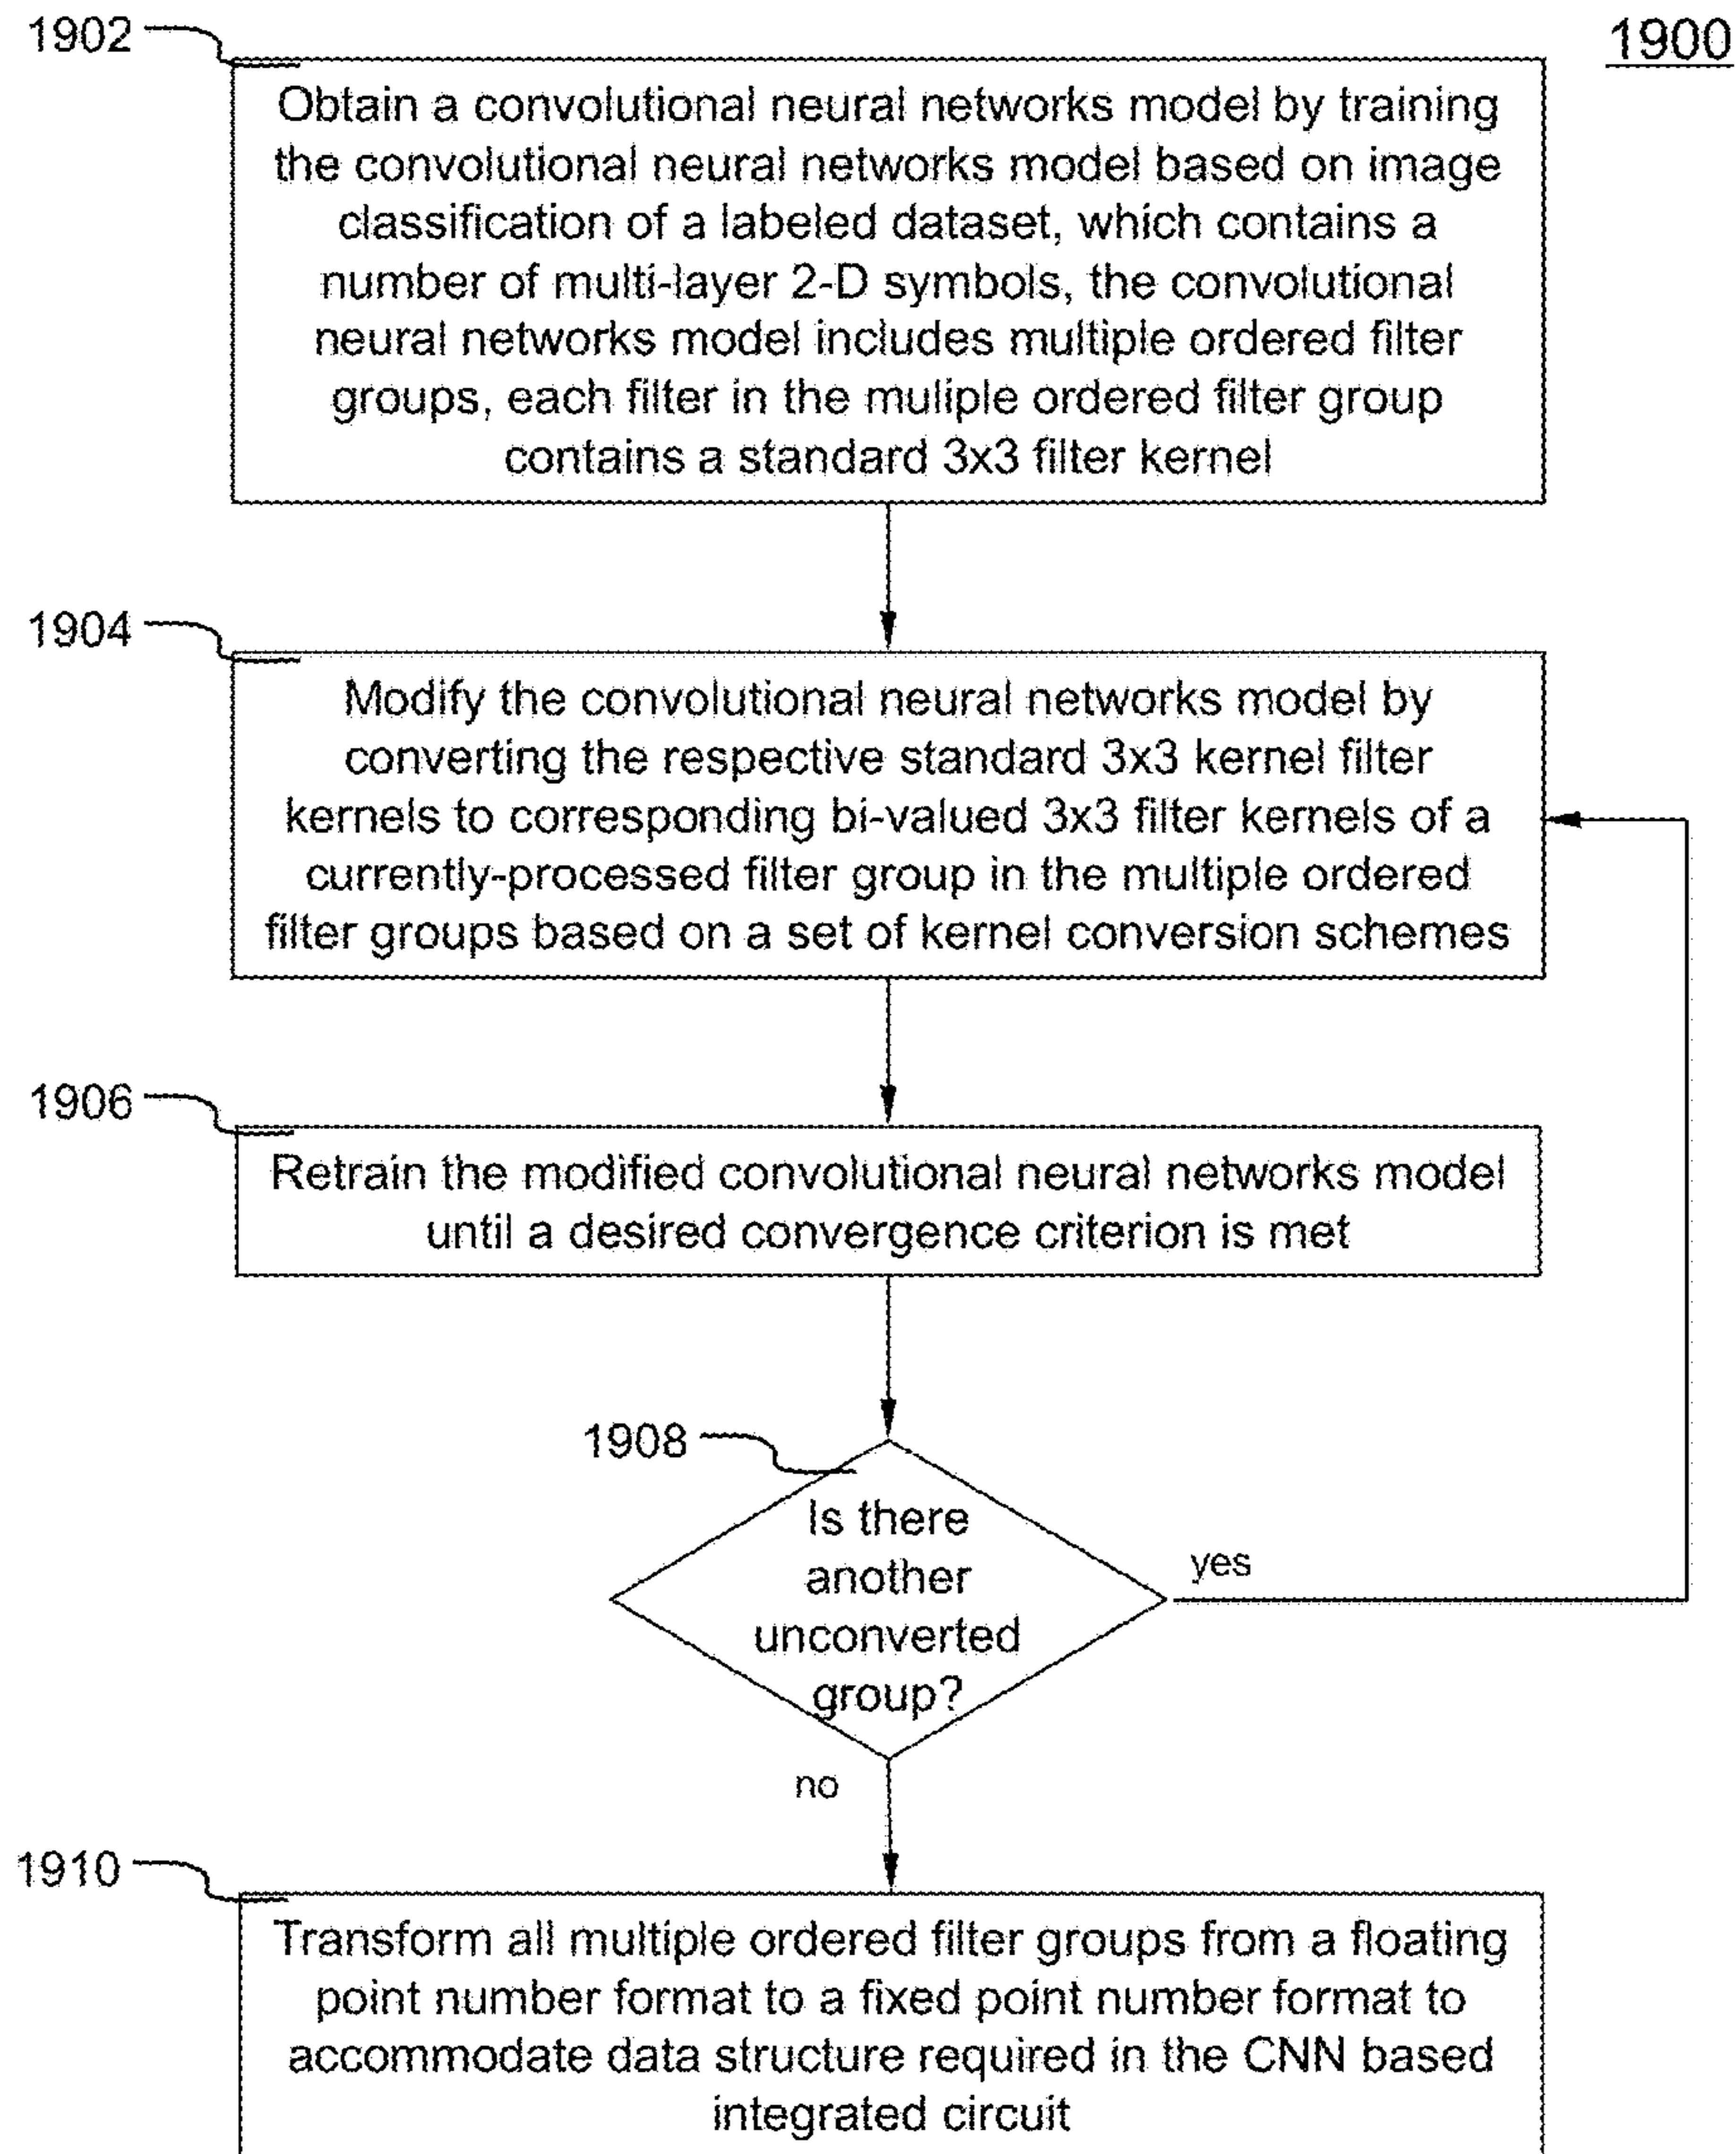 1902
1900
Obtain a convolutional neural networks model by training
the convolutional neural networks model based on image
classification of a labeled dataset, which contains a
number of multi-layer 2-D symbols, the convolutional
neural networks model includes multiple ordered filter
groups, each filter in the muliple ordered filter group
contains a standard 3x3 filter kernel
1904
Modify the convolutional neural networks model by
converting the respective standard 3x3 kernel filter
kernels to corresponding bi-valued 3x3 filter kernels of a
currently-processed filter group in the multiple ordered
filter groups based on a set of kernel conversion schemes
1906
Retrain the modified convolutional neural networks model
until a desired convergence criterion is met
1908
Is there
another
unconverted
group?
yes
no
1910
Transform all multiple ordered filter groups from a floating
point number format to a fixed point number format to
accommodate data structure required in the CNN based
integrated circuit